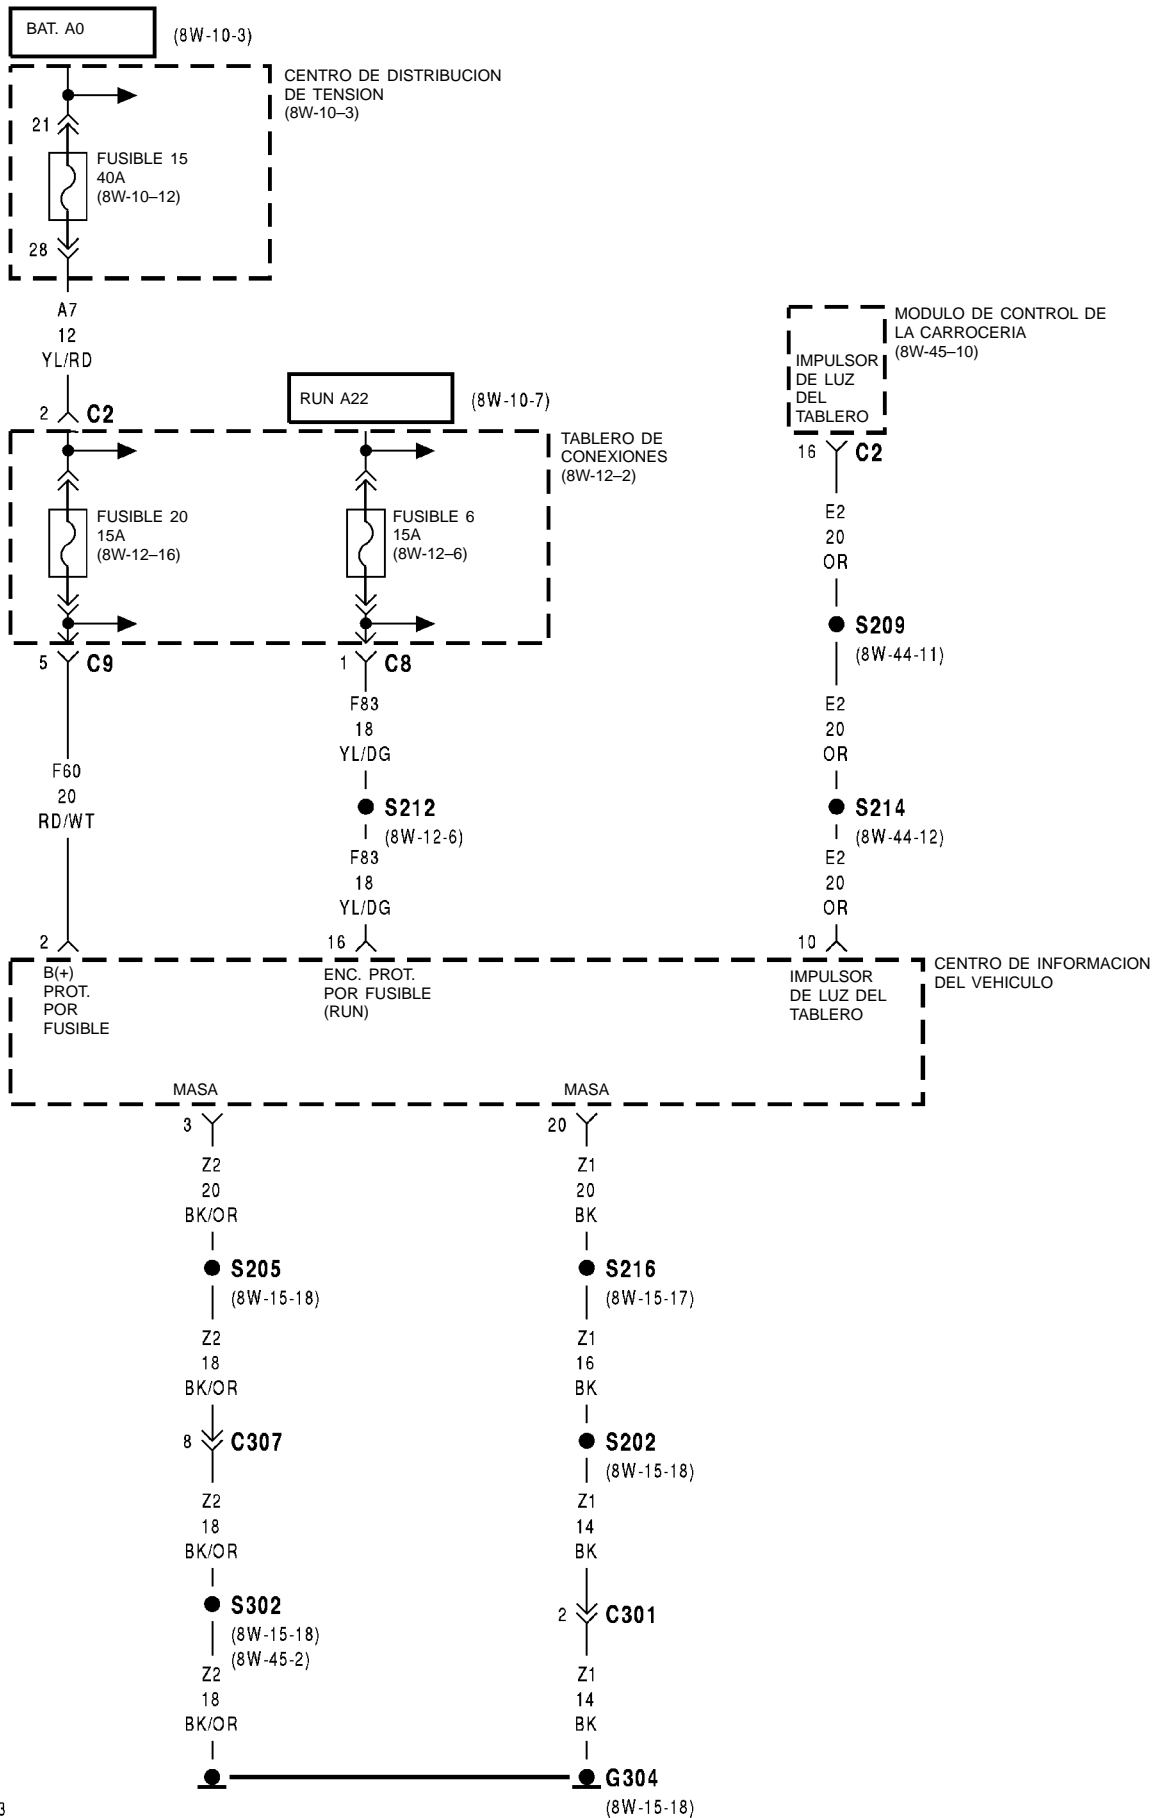 BAT. A0
(8W-10-3)
CENTRO DE DISTRIBUCION
DE TENSION
(8W-10–3)
21
FUSIBLE 15
40A
(8W-10–12)
28
A7
12
YL/RD
2 C2
RUN A22
(8W-10-7)
MODULO DE CONTROL DE
LA CARROCERIA
(8W-45–10)
IMPULSOR
DE LUZ
DEL
TABLERO
16 C2
TABLERO DE
CONEXIONES
(8W-12–2)
FUSIBLE 20
15A
(8W-12–16)
FUSIBLE 6
15A
(8W-12–6)
5 C9
1 C8
E2
20
OR
S209
(8W-44-11)
E2
20
OR
S214
(8W-44-12)
E2
20
OR
10
F60
20
RD/WT
2
F83
18
YL/DG
S212
(8W-12-6)
F83
18
YL/DG
16
CENTRO DE INFORMACION
DEL VEHICULO
B(+)
PROT.
POR
FUSIBLE
ENC. PROT.
POR FUSIBLE
(RUN)
IMPULSOR
DE LUZ DEL
TABLERO
MASA
MASA
3
Z2
20
BK/OR
S205
(8W-15-18)
Z2
18
BK/OR
8 C307
Z2
18
BK/OR
S302
(8W-15-18)
(8W-45-2)
Z2
18
BK/OR
20
Z1
20
BK
S216
(8W-15-17)
Z1
16
BK
S202
(8W-15-18)
Z1
14
BK
2 C301
Z1
14
BK
G304
(8W-15-18)
3